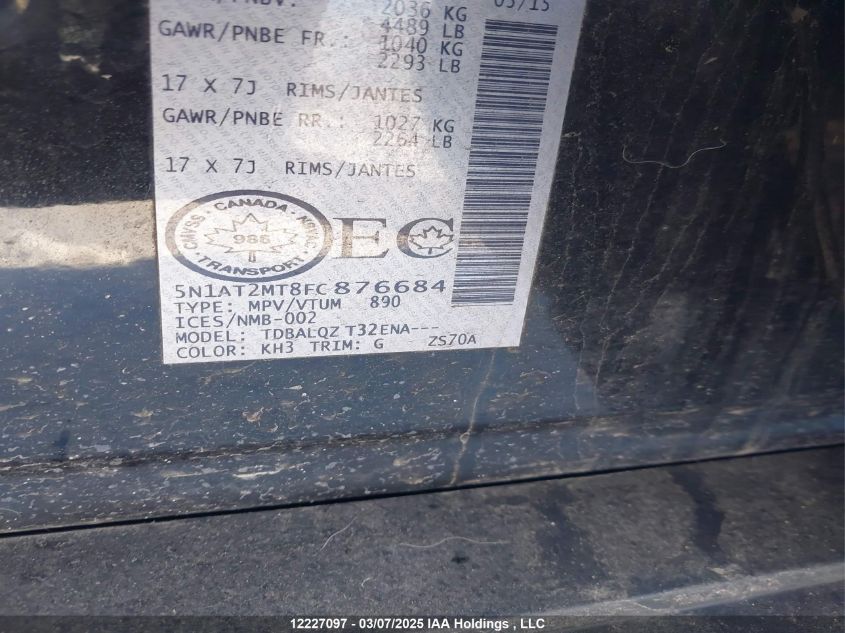 /PNBV: 2036 KG 03/15
4489 LB
GAWR/PNBE FR.: 1040 KG
2293 LB
17 X 7J RIMS/JANTES
GAWR/PNBE RR.: 1027 KG
2264 LB
17 X 7J RIMS/JANTES
CANADA
986
TRANSPORT
EC
5N1AT2MT8FC876684
TYPE: MPV/VTUM 890
ICES/NMB-002
MODEL: TDBALQZ T32ENA---
COLOR: KH3 TRIM: G ZS70A
12227097 - 03/07/2025 IAA Holdings , LLC